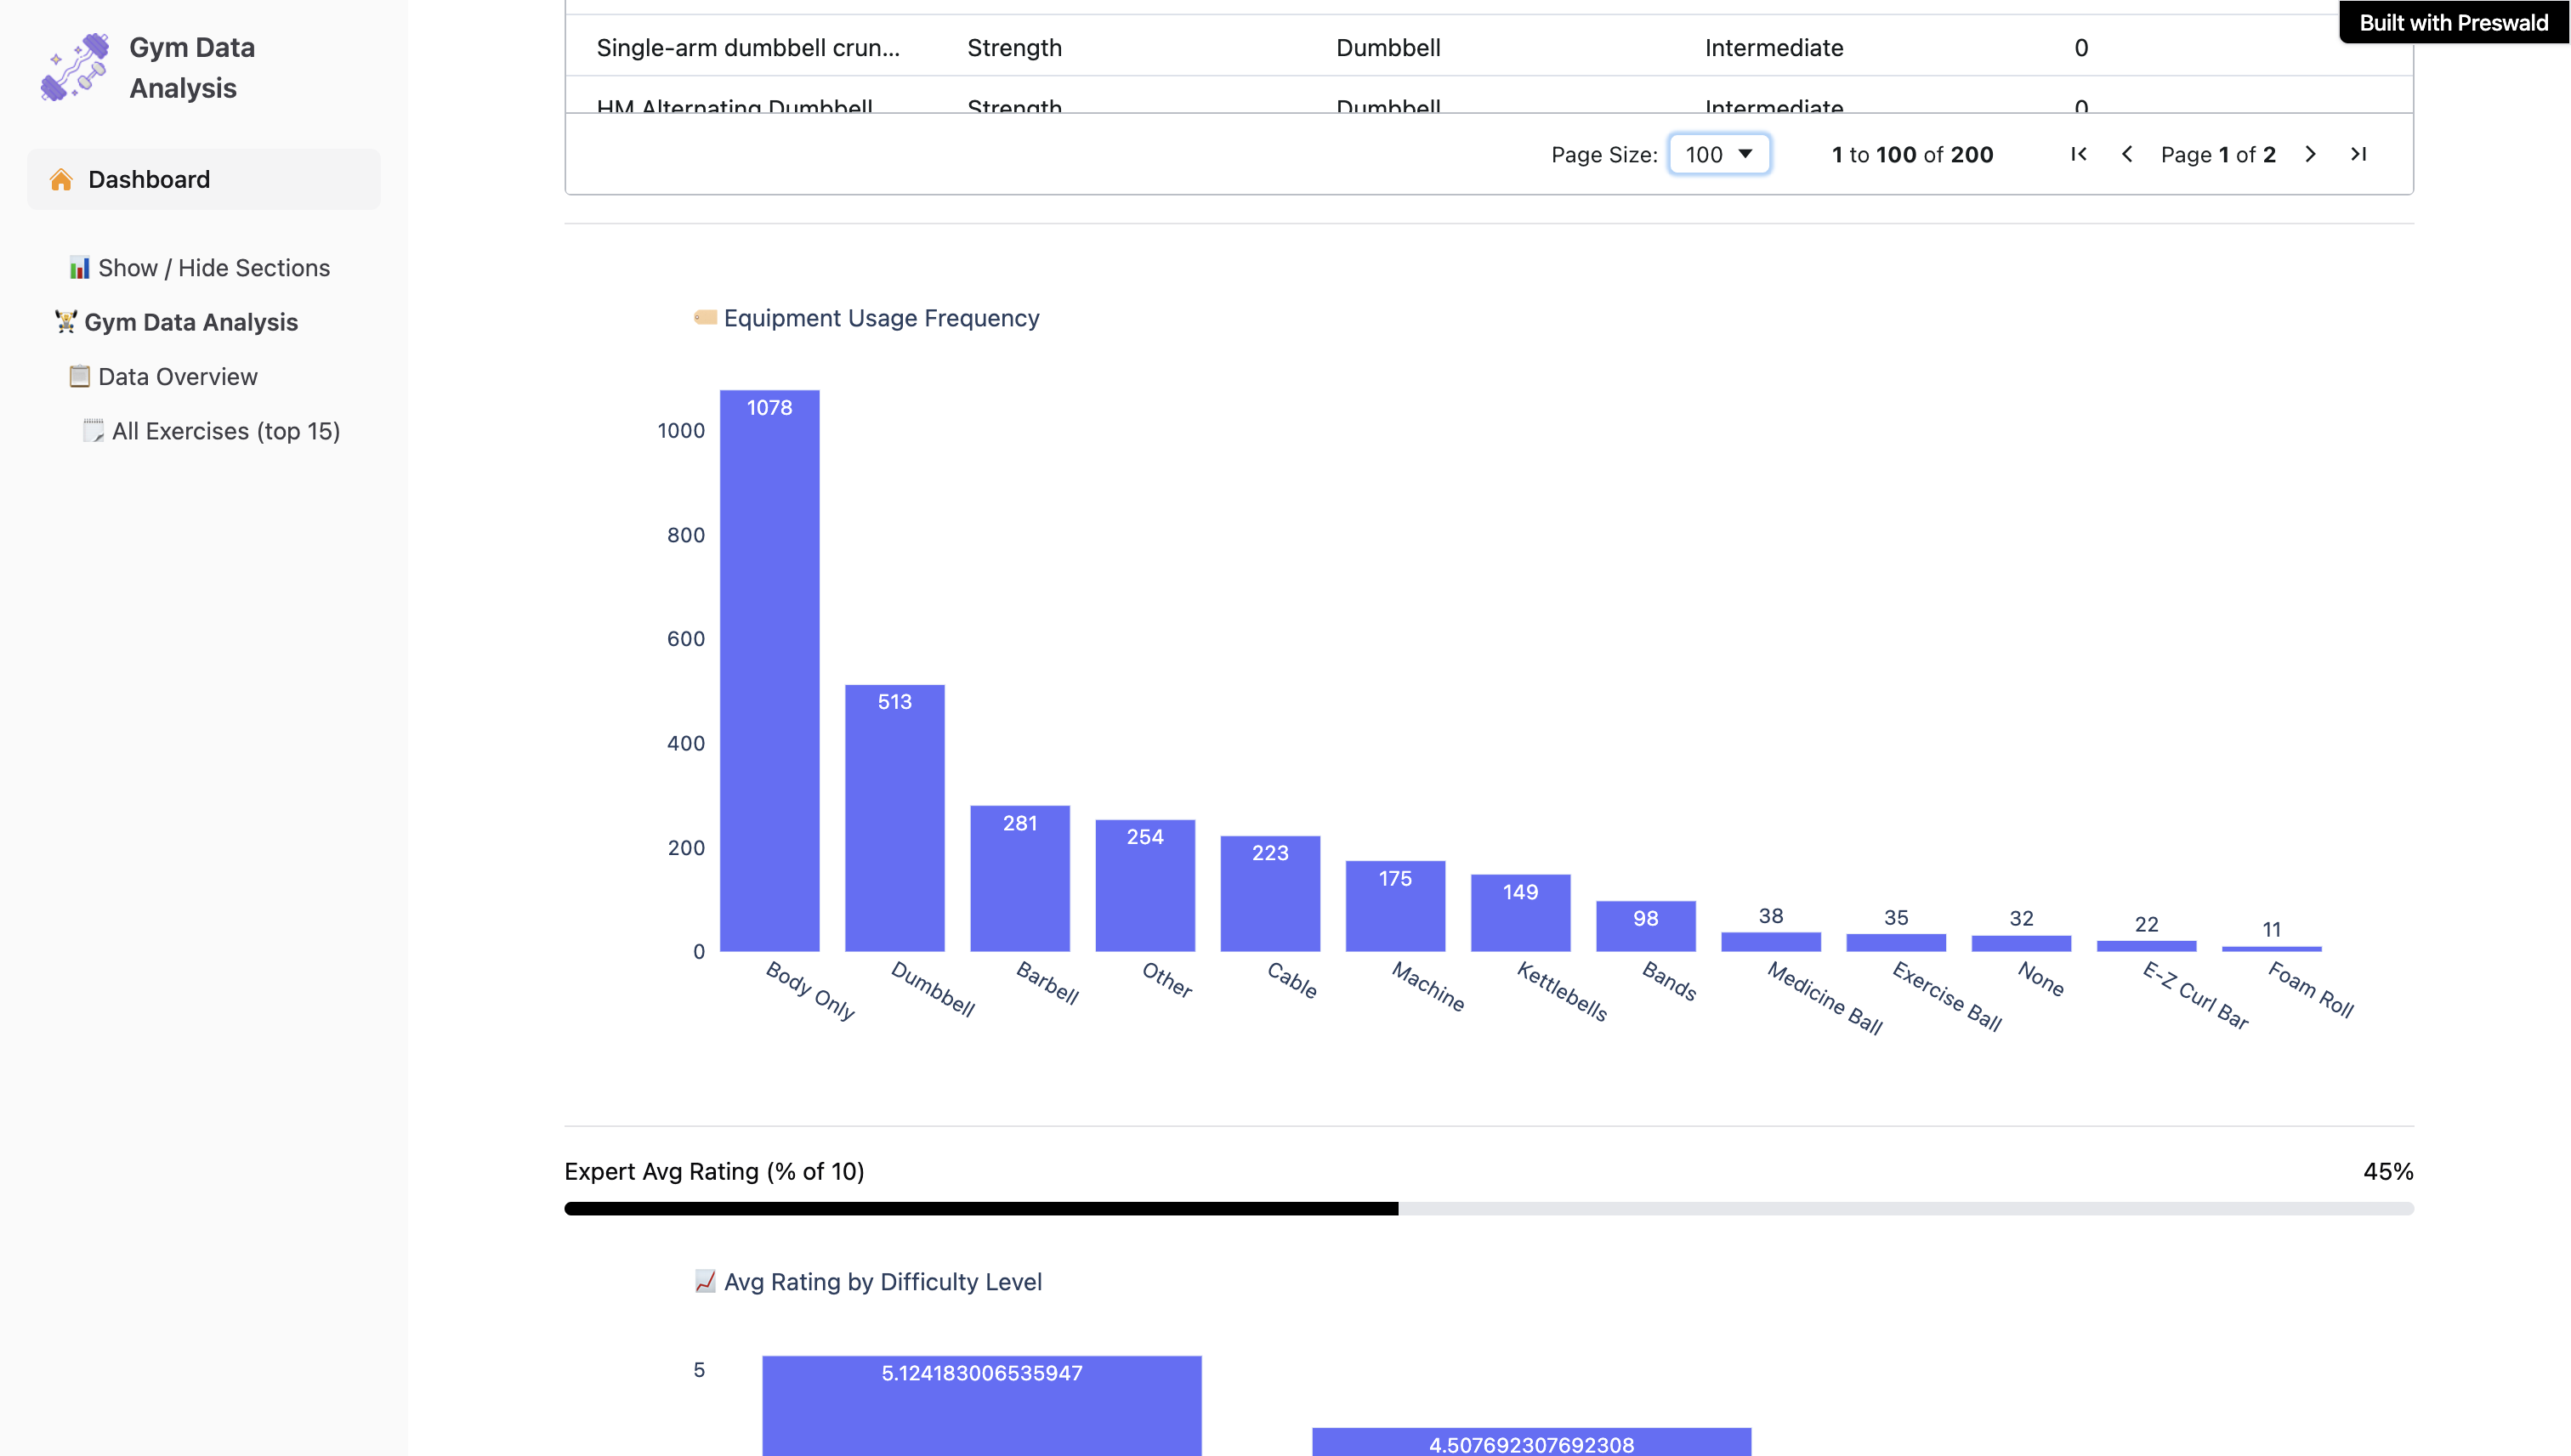 Gym Data
Analysis
Dashboard
Show / Hide Sections
Gym Data Analysis
Data Overview
All Exercises (top 15)
Built with Preswald
Single-arm dumbbell crun... Strength Dumbbell Intermediate 0
HM Alternating Dumbbell Strength Dumbbell Intermediate 0
Page Size: 100 1 to 100 of 200 Page 1 of 2
Equipment Usage Frequency
1000
800
600
400
200
0
1078
513
281
254
223
175
149
98
38
35
32
22
11
Body Only
Dumbbell
Barbell
Other
Cable
Machine
Kettlebells
Bands
Medicine Ball
Exercise Ball
None
E-Z Curl Bar
Foam Roll
Expert Avg Rating (% of 10) 45%
Avg Rating by Difficulty Level
5
5.124183006535947
4.507692307692308